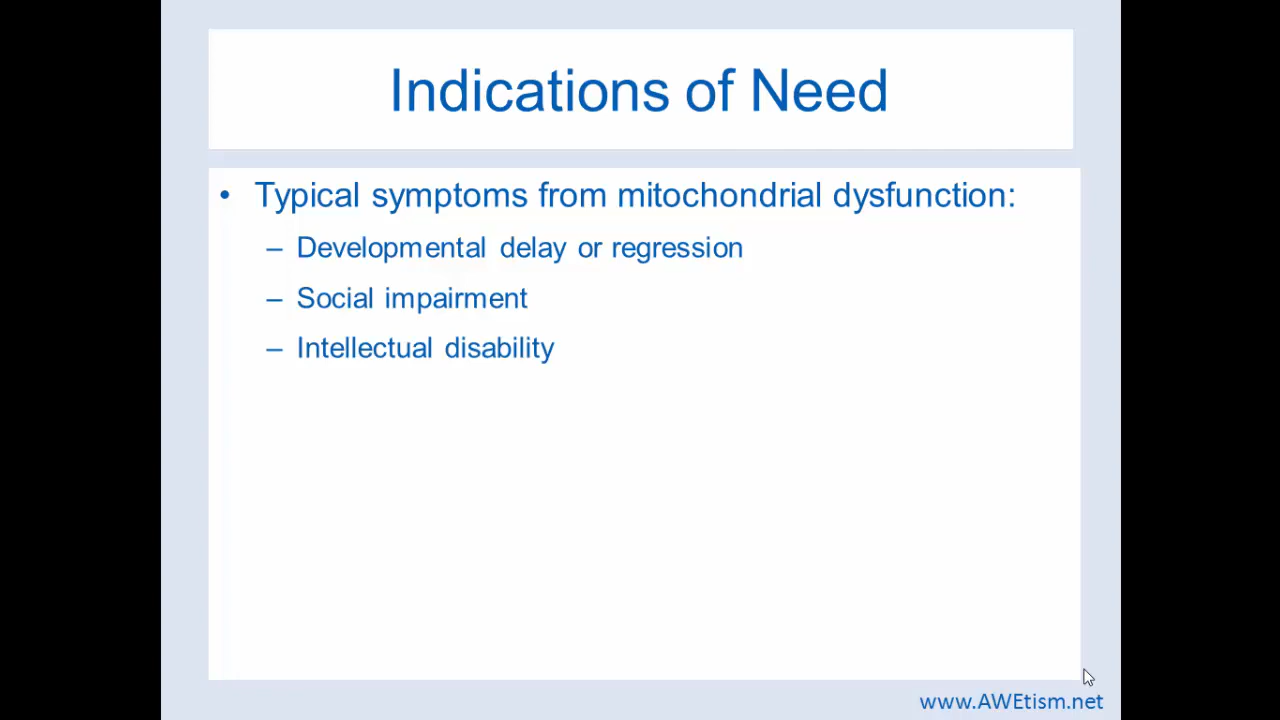 Indications of Need
• Typical symptoms from mitochondrial dysfunction:
– Developmental delay or regression
– Social impairment
– Intellectual disability
www.AWEtism.net